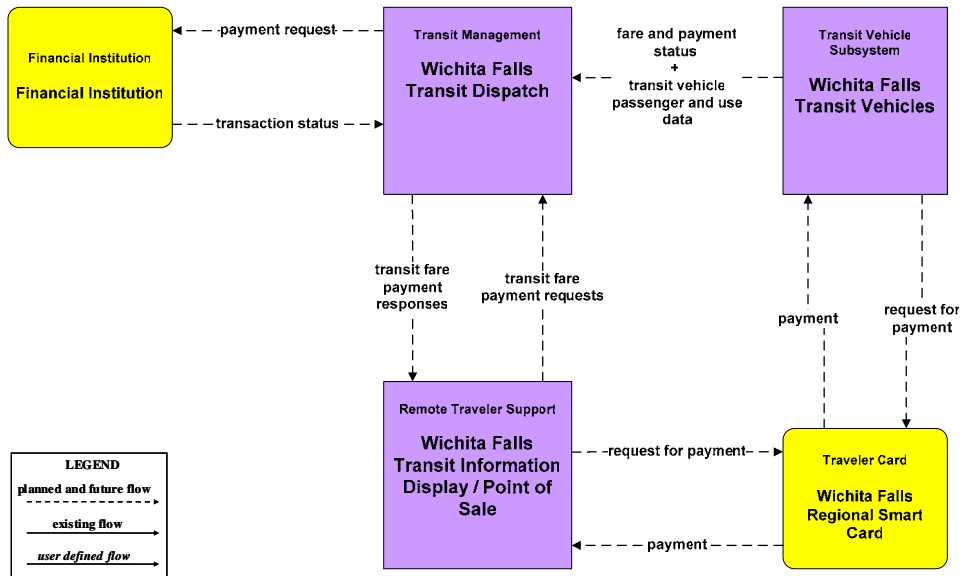 Financial Institution
Financial Institution
payment request
transaction status
Transit Management
Wichita Falls
Transit Dispatch
fare and payment
status
+
transit vehicle
passenger and use
data
Transit Vehicle
Subsystem
Wichita Falls
Transit Vehicles
transit fare
payment
responses
transit fare
payment requests
payment
request for
payment
Remote Traveler Support
Wichita Falls
Transit Information
Display / Point of
Sale
request for payment
payment
Traveler Card
Wichita Falls
Regional Smart
Card
LEGEND
planned and future flow
existing flow
user defined flow